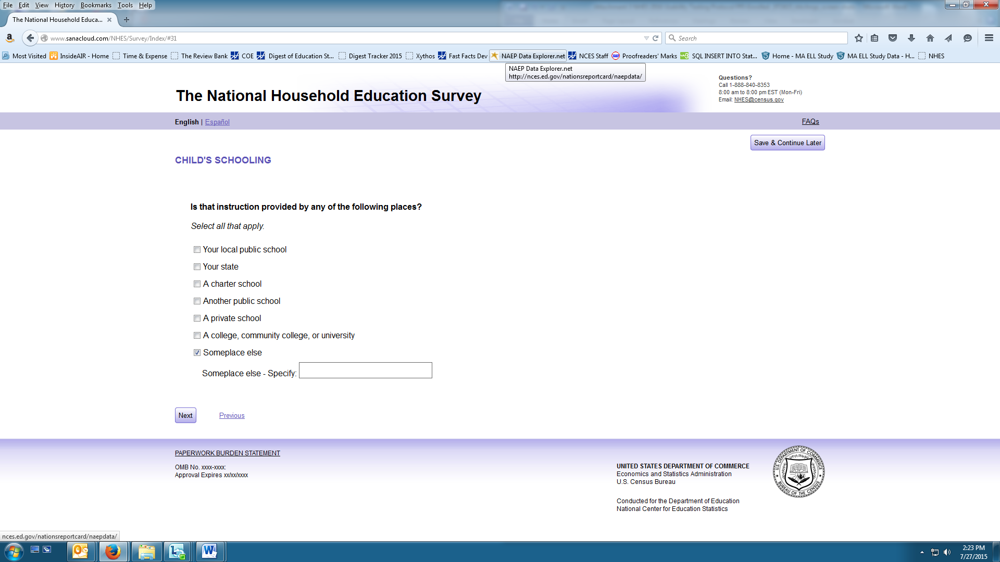 File Edit View History Bookmarks Tools Help
The National Household Educa...
www.sanacloud.com/NHES/Survey/Index/#31
Search
Most Visited InsideAIR - Home Time & Expense The Review Bank COE Digest of Education St... Digest Tracker 2015 Xythos Fast Facts Dev NAEP Data Explorer.net NCES Staff Proofreaders' Marks SQL INSERT INTO Stat... Home - MA ELL Study MA ELL Study Data - H... NHES
NAEP Data Explorer.net
http://nces.ed.gov/nationsreportcard/naepdata/
The National Household Education Survey
Questions?
Call 1-888-840-8353
8:00 am to 8:00 pm EST (Mon-Fri)
Email: NHES@census.gov
English | Español
FAQs
Save & Continue Later
CHILD'S SCHOOLING
Is that instruction provided by any of the following places?
Select all that apply.
Your local public school
Your state
A charter school
Another public school
A private school
A college, community college, or university
Someplace else
Someplace else - Specify:
Next Previous
PAPERWORK BURDEN STATEMENT
OMB No. xxxx-xxxx:
Approval Expires xx/xx/xxxx
UNITED STATES DEPARTMENT OF COMMERCE
Economics and Statistics Administration
U.S. Census Bureau
Conducted for the Department of Education
National Center for Education Statistics
U.S. DEPARTMENT OF COMMERCE
BUREAU OF THE CENSUS
nces.ed.gov/nationsreportcard/naepdata/
2:23 PM
7/27/2015